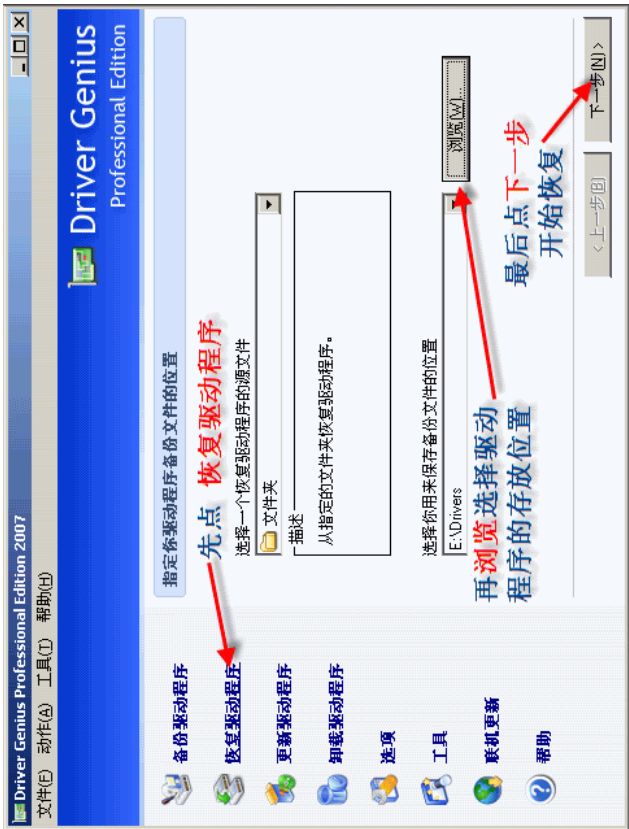 Driver Genius Professional Edition 2007
文件(F) 动作(A) 工具(T) 帮助(H)
Driver Genius
Professional Edition
备份驱动程序
恢复驱动程序
更新驱动程序
卸载驱动程序
选项
工具
联机更新
帮助
指定你驱动程序备份文件的位置
先点 恢复驱动程序
选择一个恢复驱动程序的源文件
文件夹
描述
从指定的文件夹恢复驱动程序。
选择你用来保存备份文件的位置
E:\Drivers
浏览(W)...
再浏览选择驱动
程序的存放位置
最后点下一步
开始恢复
<上一步(B)
下一步(N)>